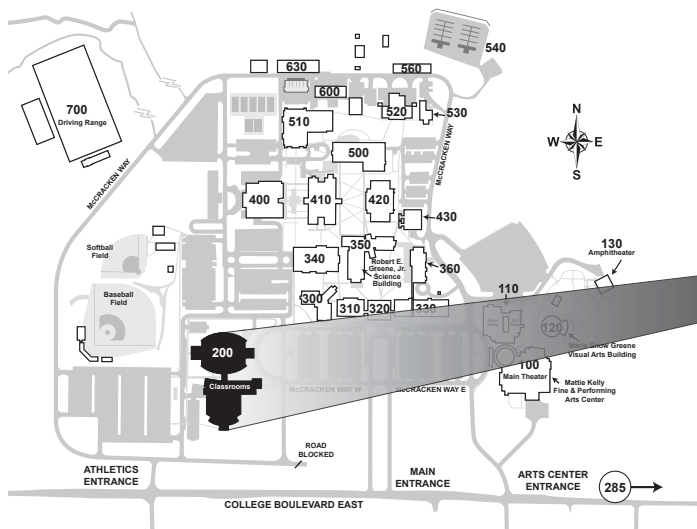 540
630
560
600
700
Driving Range
520
530
510
N
W E
S
500
McCRACKEN WAY
McCRACKEN WAY
400
410
420
430
Softball
Field
350
340
Robert E.
Greene, Jr.
Science
Building
360
130
Amphitheater
Baseball
Field
300
310
320
330
110
120
Marie Snow Greene
Visual Arts Building
200
Classrooms
100
Main Theater
Mattie Kelly
Fine & Performing
Arts Center
McCRACKEN WAY W
McCRACKEN WAY E
ROAD
BLOCKED
ATHLETICS
ENTRANCE
MAIN
ENTRANCE
ARTS CENTER
ENTRANCE
285
COLLEGE BOULEVARD EAST